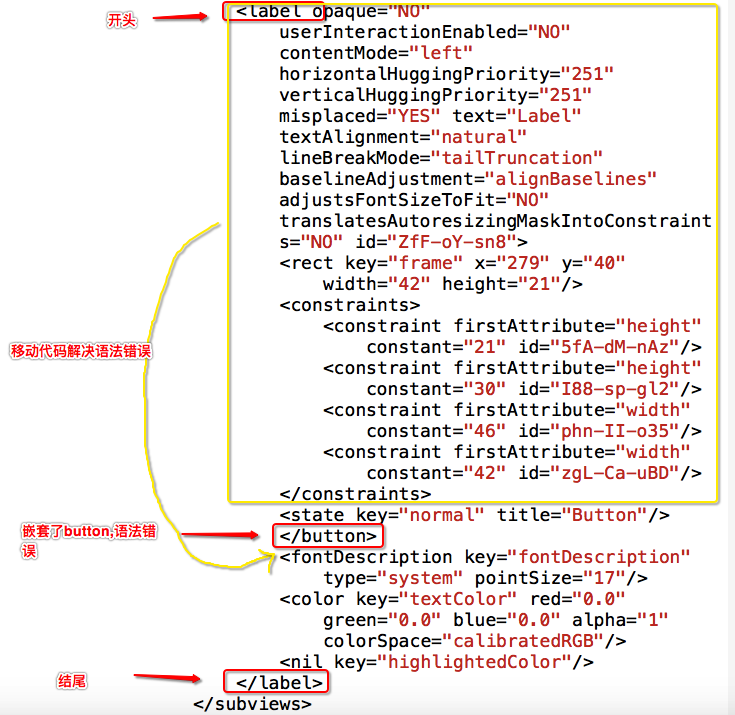 开头
<label opaque="NO"
userInteractionEnabled="NO"
contentMode="left"
horizontalHuggingPriority="251"
verticalHuggingPriority="251"
misplaced="YES" text="Label"
textAlignment="natural"
lineBreakMode="tailTruncation"
baselineAdjustment="alignBaselines"
adjustsFontSizeToFit="NO"
translatesAutoresizingMaskIntoConstraint
s="NO" id="ZfF-oY-sn8">
<rect key="frame" x="279" y="40"
width="42" height="21"/>
<constraints>
<constraint firstAttribute="height"
移动代码解决语法错误
constant="21" id="5fA-dM-nAz"/>
<constraint firstAttribute="height"
constant="30" id="I88-sp-gl2"/>
<constraint firstAttribute="width"
constant="46" id="phn-II-o35"/>
<constraint firstAttribute="width"
constant="42" id="zgL-Ca-uBD"/>
</constraints>
<state key="normal" title="Button"/>
嵌套了button,语法错
误
</button>
<fontDescription key="fontDescription"
type="system" pointSize="17"/>
<color key="textColor" red="0.0"
green="0.0" blue="0.0" alpha="1"
colorSpace="calibratedRGB"/>
<nil key="highlightedColor"/>
结尾
</label>
</subviews>